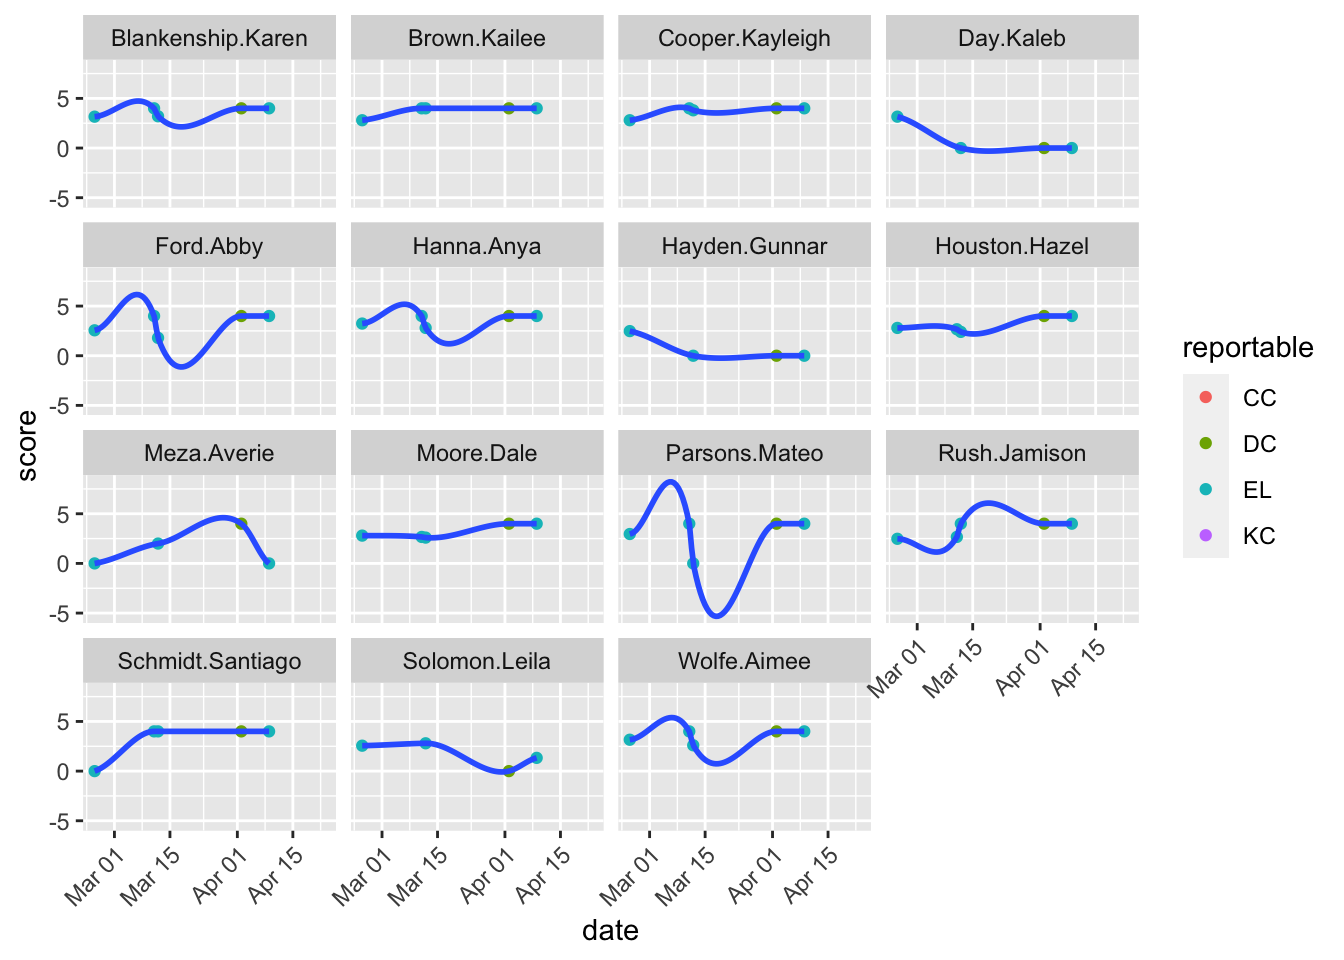 Blankenship.Karen Brown.Kailee Cooper.Kayleigh Day.Kaleb
5
0
-5
Ford.Abby Hanna.Anya Hayden.Gunnar Houston.Hazel
5
0
-5
score
reportable
CC
DC
EL
KC
Meza.Averie Moore.Dale Parsons.Mateo Rush.Jamison
5
0
-5
Mar 01 Mar 15 Apr 01 Apr 15
Schmidt.Santiago Solomon.Leila Wolfe.Aimee
5
0
-5
Mar 01 Mar 15 Apr 01 Apr 15 Mar 01 Mar 15 Apr 01 Apr 15 Mar 01 Mar 15 Apr 01 Apr 15
date